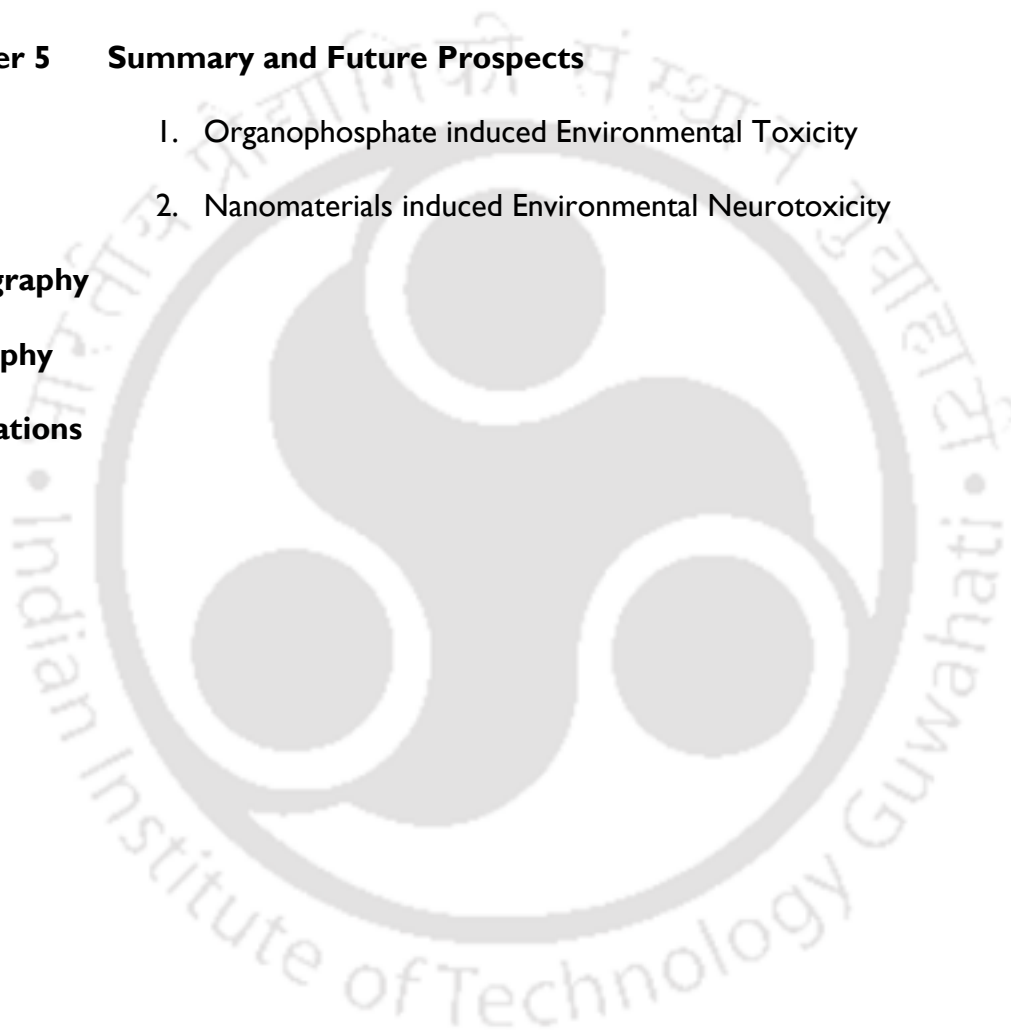 er 5 Summary and Future Prospects
1. Organophosphate induced Environmental Toxicity
2. Nanomaterials induced Environmental Neurotoxicity
graphy
phy
ations
भारतीय प्रौद्योगिकी संस्थान गुवाहाटी
• Indian Institute of Technology Guwahati •